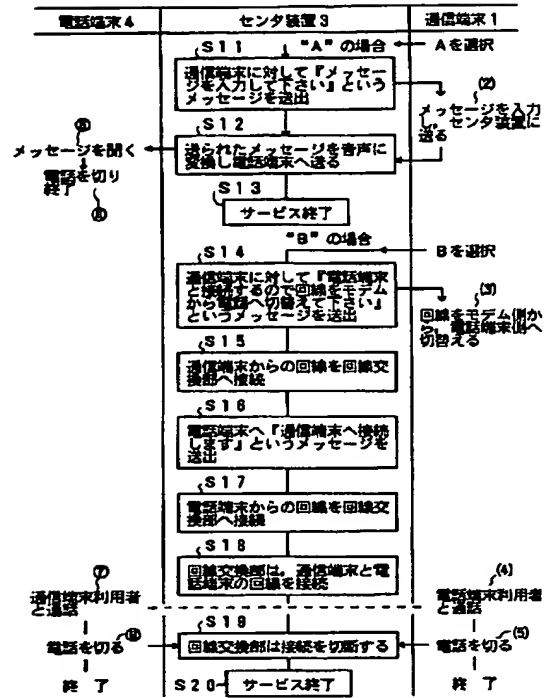 電話端末4
センタ装置3
通信端末1
S11
"A"の場合
Aを選択
通信端末に対して『メッセー
ジを入力して下さい』という
メッセージを送出
(2)
メッセージを入力
し,センタ装置に
送る
S12
メッセージを聞く
送られたメッセージを音声に
変換し電話端末へ送る
電話を切り
終了
S13
サービス終了
"B"の場合
S14
Bを選択
通信端末に対して『電話端末
と接続するので回線をモデム
から電話へ切替えて下さい』
というメッセージを送出
(3)
回線をモデム側か
ら,電話端末側へ
切替える
S15
通信端末からの回線を回線交
換部へ接続
S16
電話端末へ『通信端末へ接続
します』というメッセージを
送出
S17
電話端末からの回線を回線交
換部へ接続
S18
回線交換部は,通信端末と電
話端末の回線を接続
⑦
通信端末利用者
と通話
(4)
電話端末利用者
と通話
S19
電話を切る
回線交換部は接続を切断する
(5)
電話を切る
終了
S20
サービス終了
終了